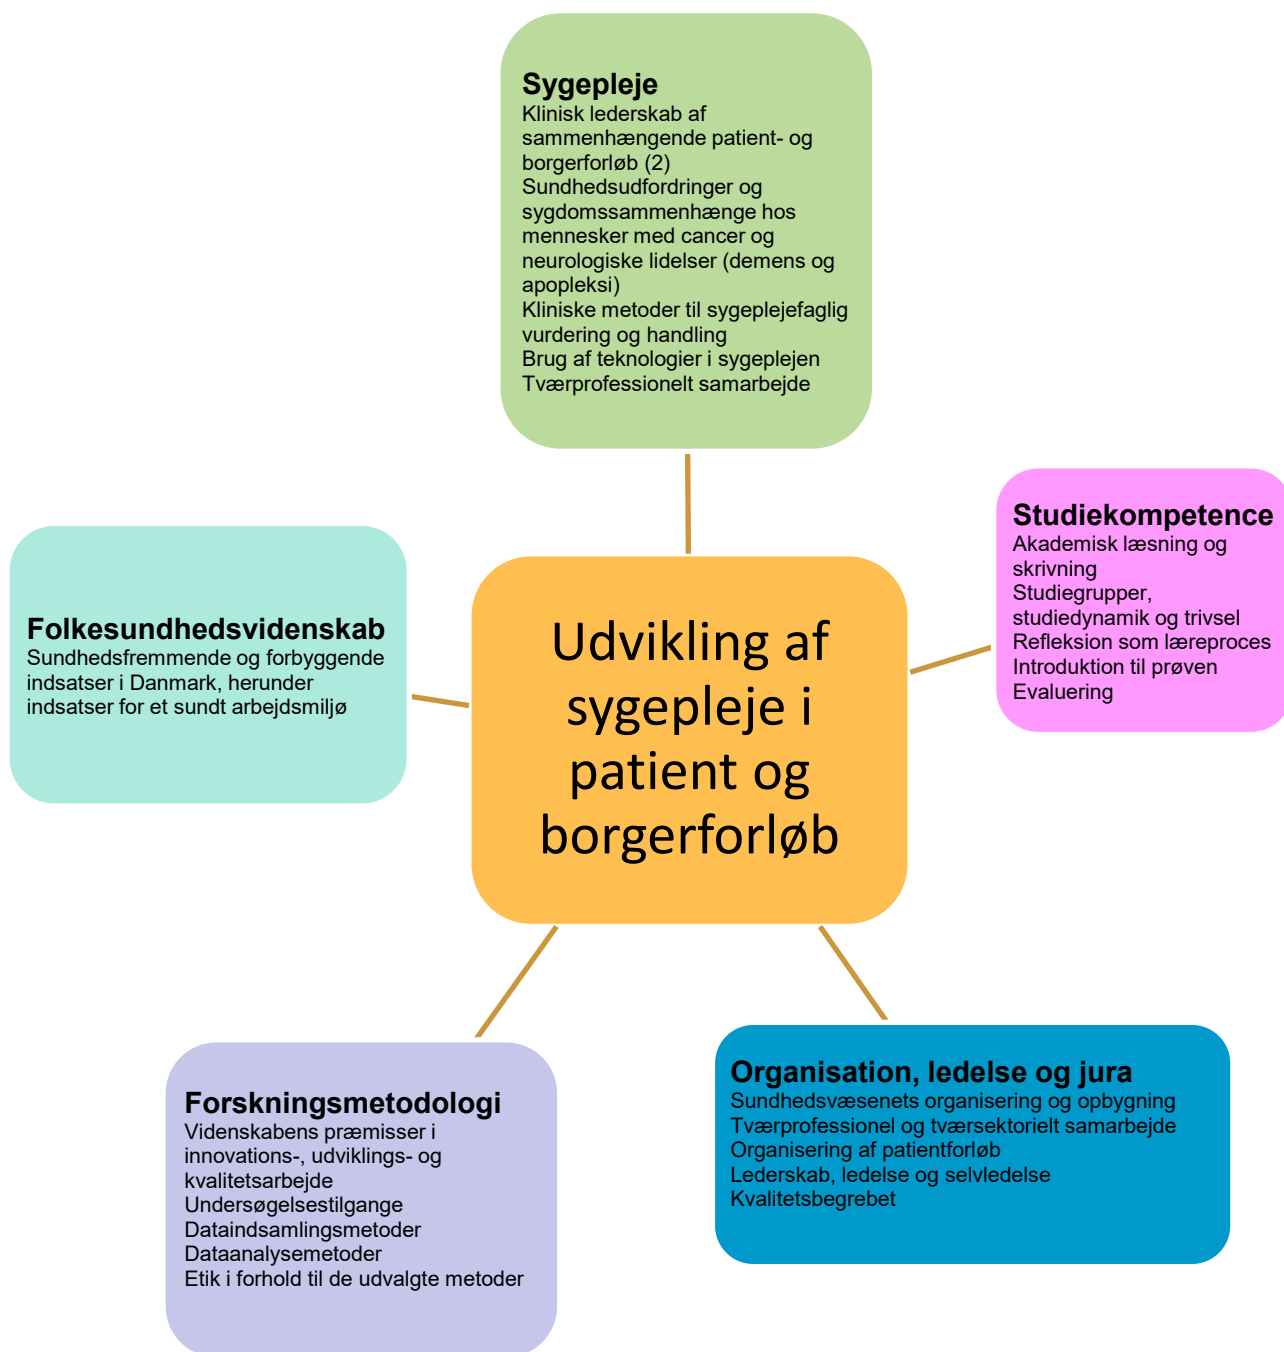 Sygepleje
Klinisk lederskab af
sammenhængende patient- og
borgerforløb (2)
Sundhedsudfordringer og
sygdomssammenhænge hos
mennesker med cancer og
neurologiske lidelser (demens og
apopleksi)
Kliniske metoder til sygeplejefaglig
vurdering og handling
Brug af teknologier i sygeplejen
Tværprofessionelt samarbejde
Studiekompetence
Akademisk læsning og
skrivning
Studiegrupper,
studiedynamik og trivsel
Refleksion som læreproces
Introduktion til prøven
Evaluering
Folkesundhedsvidenskab
Sundhedsfremmende og forbyggende
indsatser i Danmark, herunder
indsatser for et sundt arbejdsmiljø
Udvikling af
sygepleje i
patient og
borgerforløb
Forskningsmetodologi
Videnskabens præmisser i
innovations-, udviklings- og
kvalitetsarbejde
Undersøgelsestilgange
Dataindsamlingsmetoder
Dataanalysemetoder
Etik i forhold til de udvalgte metoder
Organisation, ledelse og jura
Sundhedsvæsenets organisering og opbygning
Tværprofessionel og tværsektorielt samarbejde
Organisering af patientforløb
Lederskab, ledelse og selvledelse
Kvalitetsbegrebet